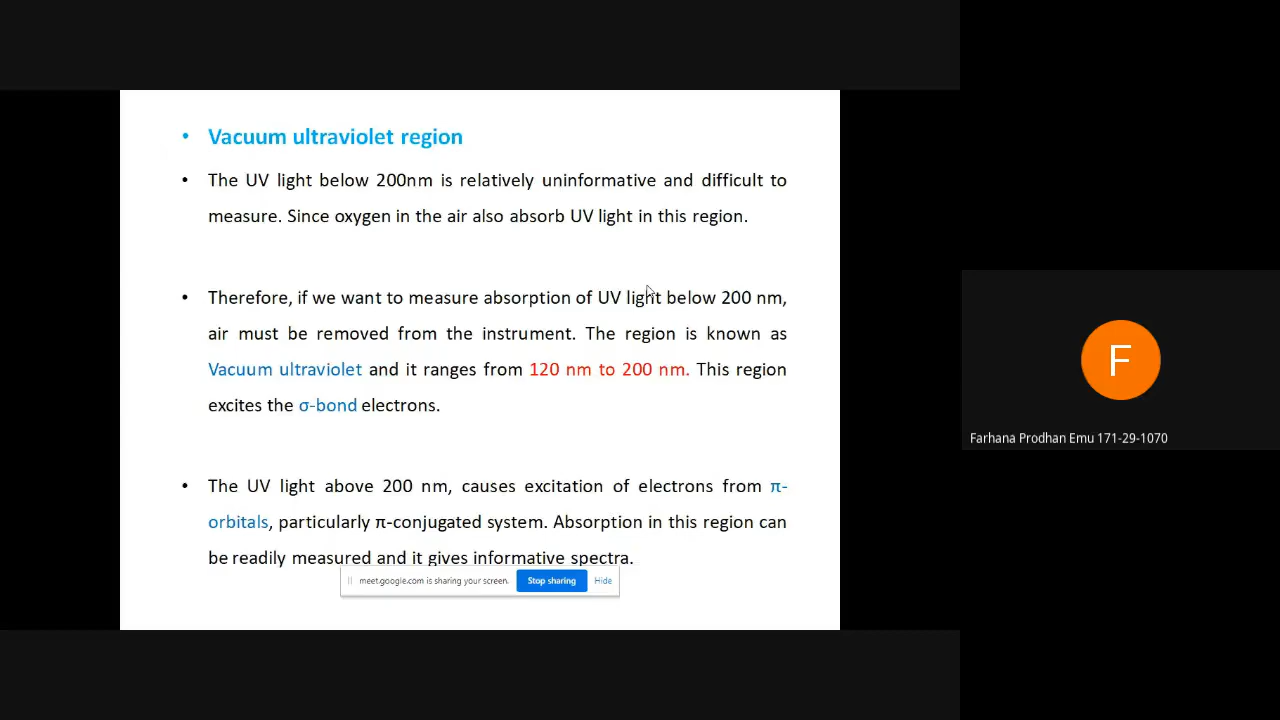 • Vacuum ultraviolet region
• The UV light below 200nm is relatively uninformative and difficult to
measure. Since oxygen in the air also absorb UV light in this region.
• Therefore, if we want to measure absorption of UV light below 200 nm,
air must be removed from the instrument. The region is known as
Vacuum ultraviolet and it ranges from 120 nm to 200 nm. This region
excites the σ-bond electrons.
• The UV light above 200 nm, causes excitation of electrons from π-
orbitals, particularly π-conjugated system. Absorption in this region can
be readily measured and it gives informative spectra.
meet.google.com is sharing your screen. Stop sharing Hide
F
Farhana Prodhan Emu 171-29-1070